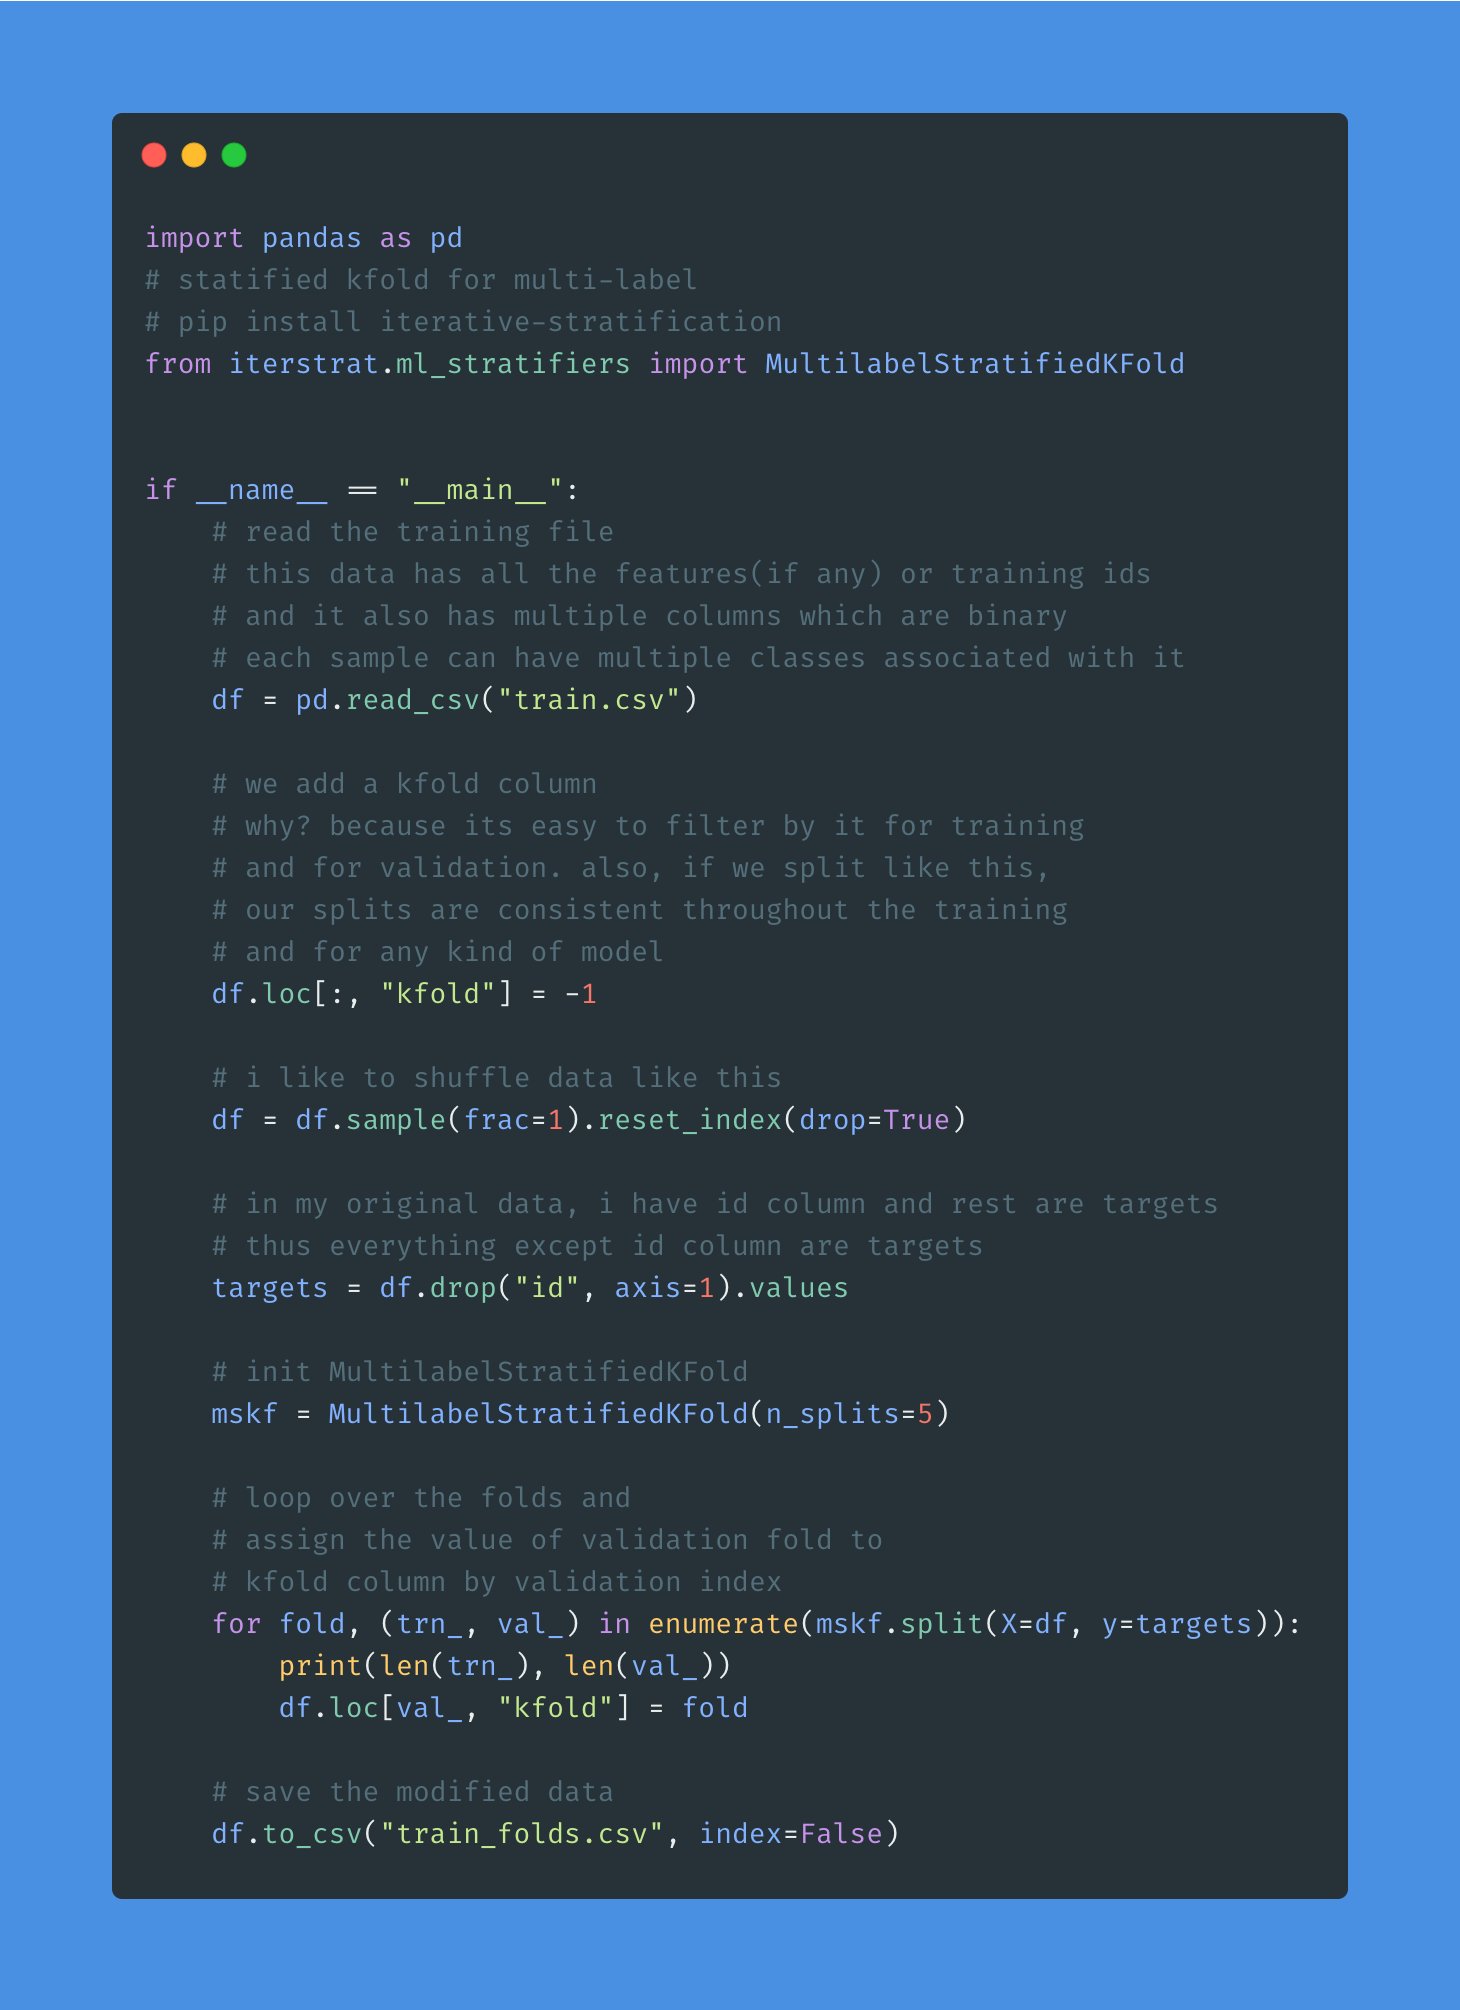 import pandas as pd
# statified kfold for multi-label
# pip install iterative-stratification
from iterstrat.ml_stratifiers import MultilabelStratifiedKFold
if __name__ == "__main__":
# read the training file
# this data has all the features(if any) or training ids
# and it also has multiple columns which are binary
# each sample can have multiple classes associated with it
df = pd.read_csv("train.csv")
# we add a kfold column
# why? because its easy to filter by it for training
# and for validation. also, if we split like this,
# our splits are consistent throughout the training
# and for any kind of model
df.loc[:, "kfold"] = -1
# i like to shuffle data like this
df = df.sample(frac=1).reset_index(drop=True)
# in my original data, i have id column and rest are targets
# thus everything except id column are targets
targets = df.drop("id", axis=1).values
# init MultilabelStratifiedKFold
mskf = MultilabelStratifiedKFold(n_splits=5)
# loop over the folds and
# assign the value of validation fold to
# kfold column by validation index
for fold, (trn_, val_) in enumerate(mskf.split(X=df, y=targets)):
print(len(trn_), len(val_))
df.loc[val_, "kfold"] = fold
# save the modified data
df.to_csv("train_folds.csv", index=False)